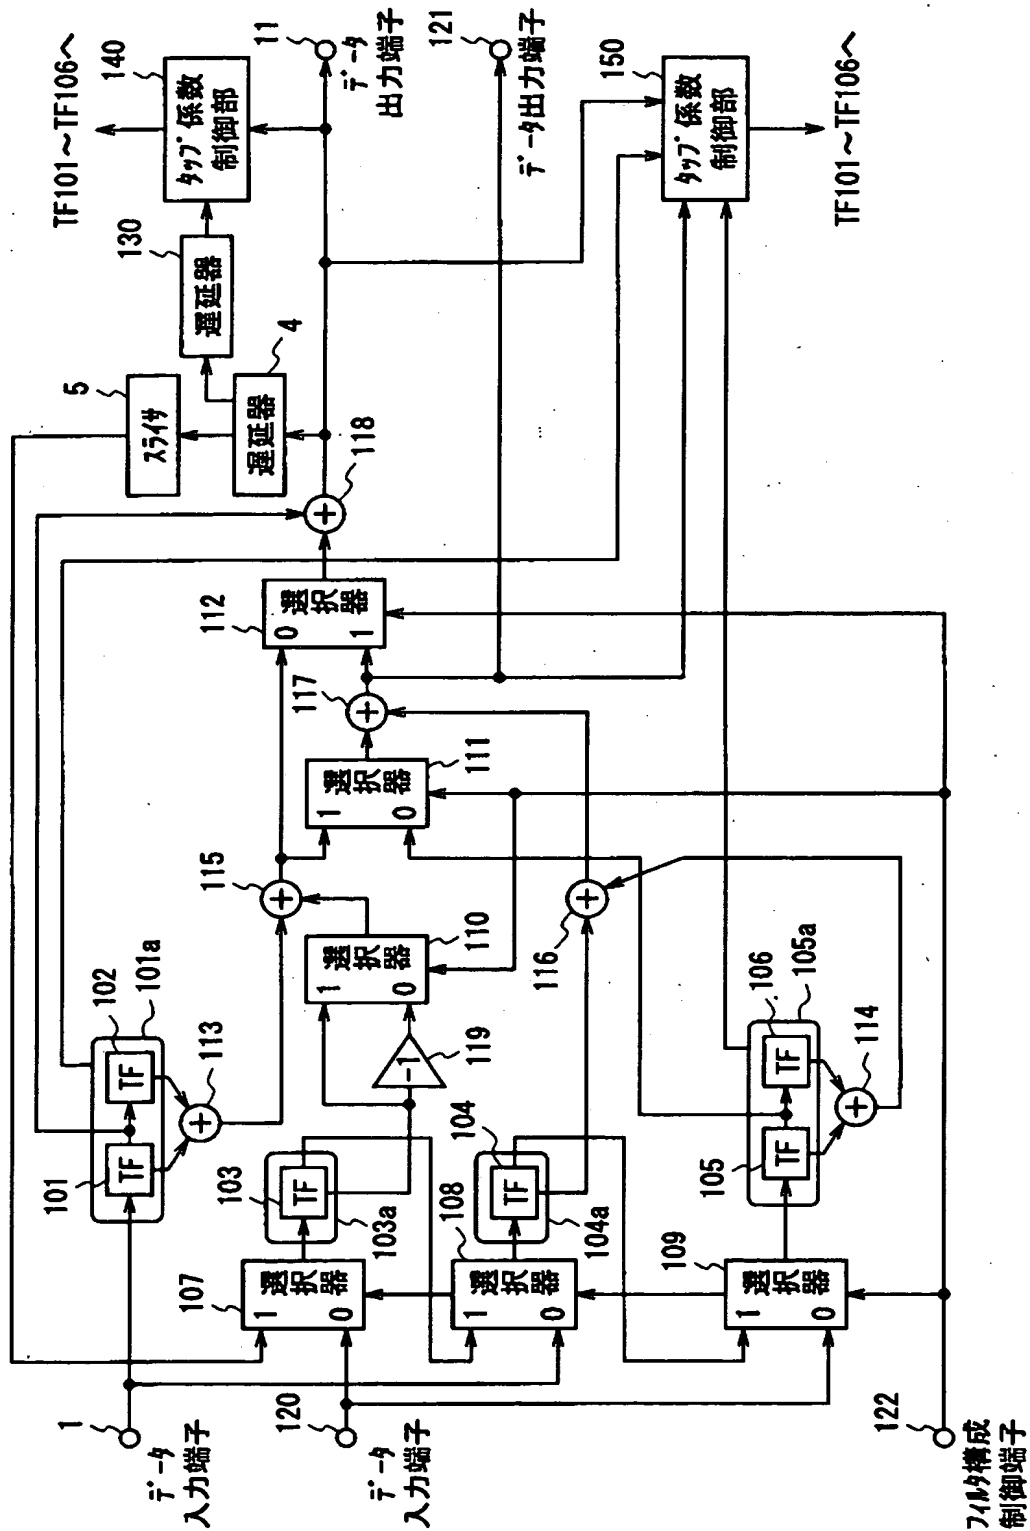 1
データ
入力端子
120
データ
入力端子
122
フィルタ構成
制御端子
101
TF
102
TF
101a
113
+
107
選択器
1
0
103
TF
103a
108
選択器
1
0
104
TF
104a
109
選択器
1
0
105
TF
106
TF
105a
114
+
-1
119
110
選択器
1
0
115
+
116
+
111
選択器
1
0
117
+
112
選択器
0
1
118
+
5
スライサ
4
遅延器
130
遅延器
140
タップ係数
制御部
TF101～TF106へ
11
データ
出力端子
121
データ出力端子
150
タップ係数
制御部
TF101～TF106へ